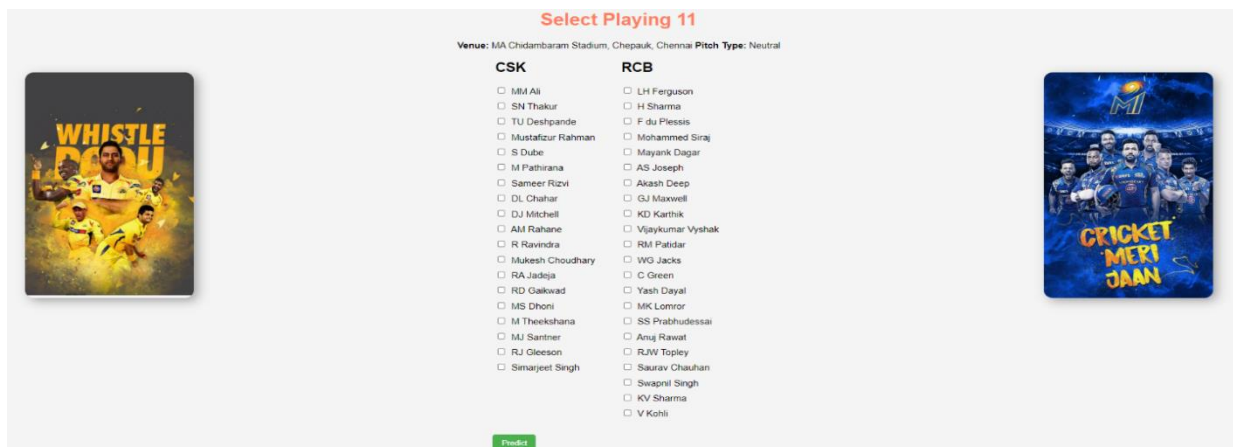 Select Playing 11
Venue: MA Chidambaram Stadium, Chepauk, Chennai Pitch Type: Neutral
CSK
MM Ali
SN Thakur
TU Deshpande
Mustafizur Rahman
S Dube
M Pathirana
Sameer Rizvi
DL Chahar
DJ Mitchell
AM Rahane
R Ravindra
Mukesh Choudhary
RA Jadeja
RD Gaikwad
MS Dhoni
M Theekshana
MJ Santner
RJ Gleeson
Simarjeet Singh
RCB
LH Ferguson
H Sharma
F du Plessis
Mohammed Siraj
Mayank Dagar
AS Joseph
Akash Deep
GJ Maxwell
KD Karthik
Vijaykumar Vyshak
RM Patidar
WG Jacks
C Green
Yash Dayal
MK Lomror
SS Prabhudessai
Anuj Rawat
RJW Topley
Saurav Chauhan
Swapnil Singh
KV Sharma
V Kohli
Predict
WHISTLE
PODU
MI
CRICKET
MERI
JAAN